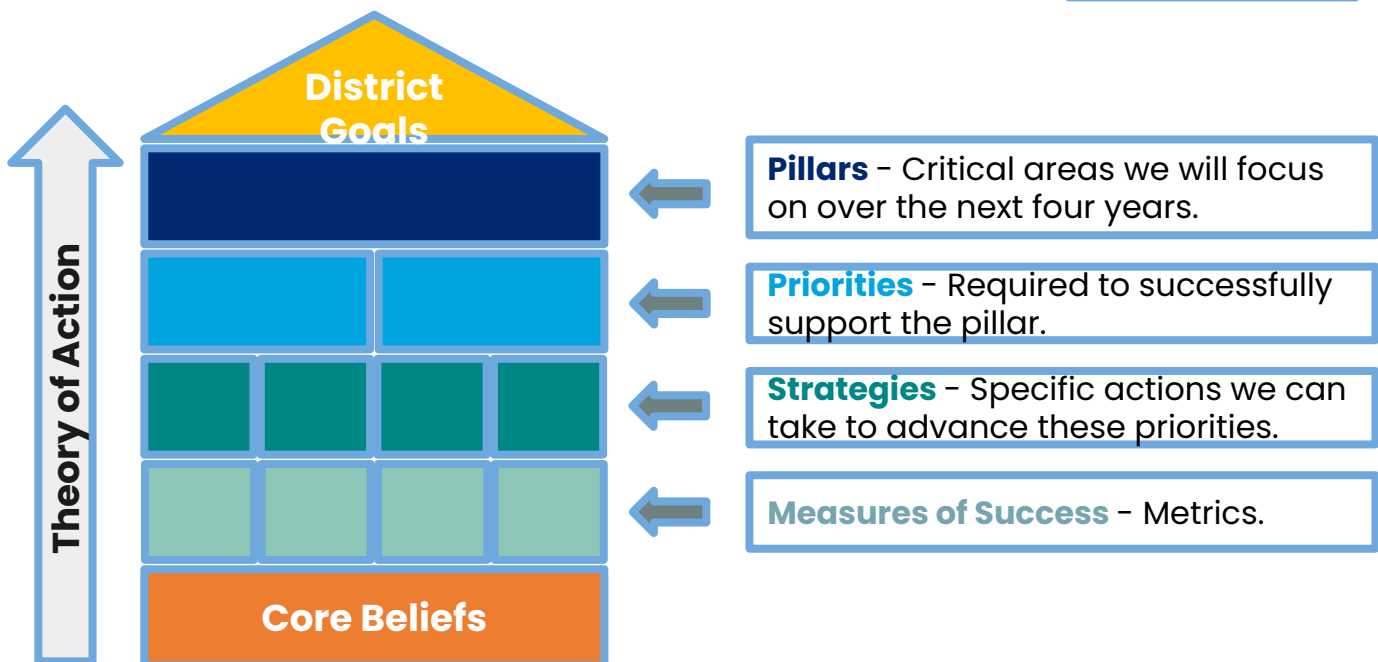 District
Goals
Theory of Action
Pillars - Critical areas we will focus
on over the next four years.
Priorities - Required to successfully
support the pillar.
Strategies - Specific actions we can
take to advance these priorities.
Measures of Success - Metrics.
Core Beliefs